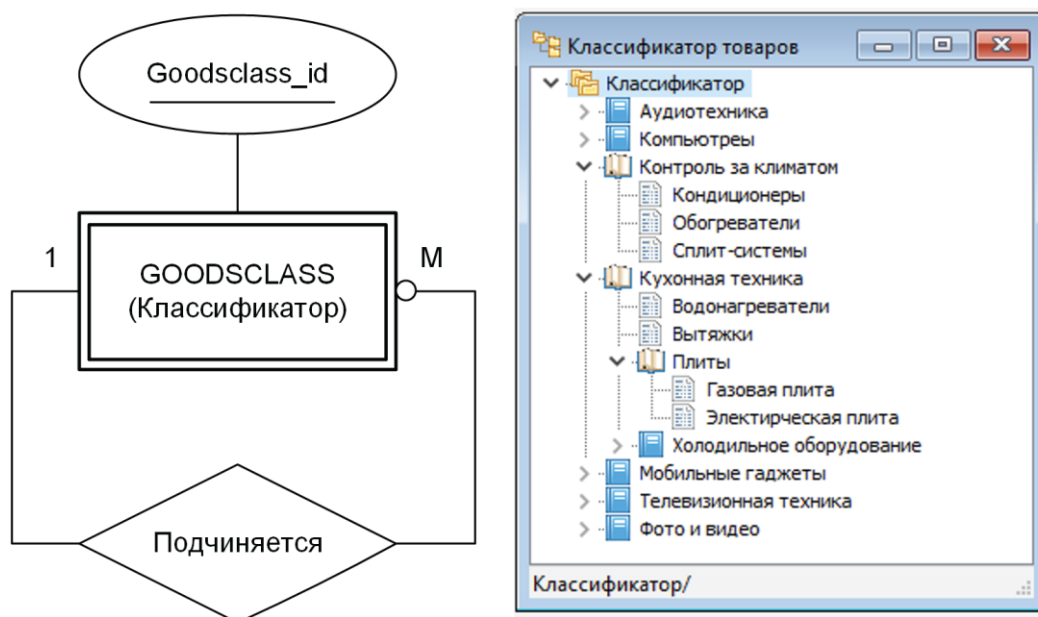 Goodsclass_id
1
M
GOODSCLASS
(Классификатор)
Подчиняется
Классификатор товаров
Классификатор
Аудиотехника
Компьютреы
Контроль за климатом
Кондиционеры
Обогреватели
Сплит-системы
Кухонная техника
Водонагреватели
Вытяжки
Плиты
Газовая плита
Электирческая плита
Холодильное оборудование
Мобильные гаджеты
Телевизионная техника
Фото и видео
Классификатор/